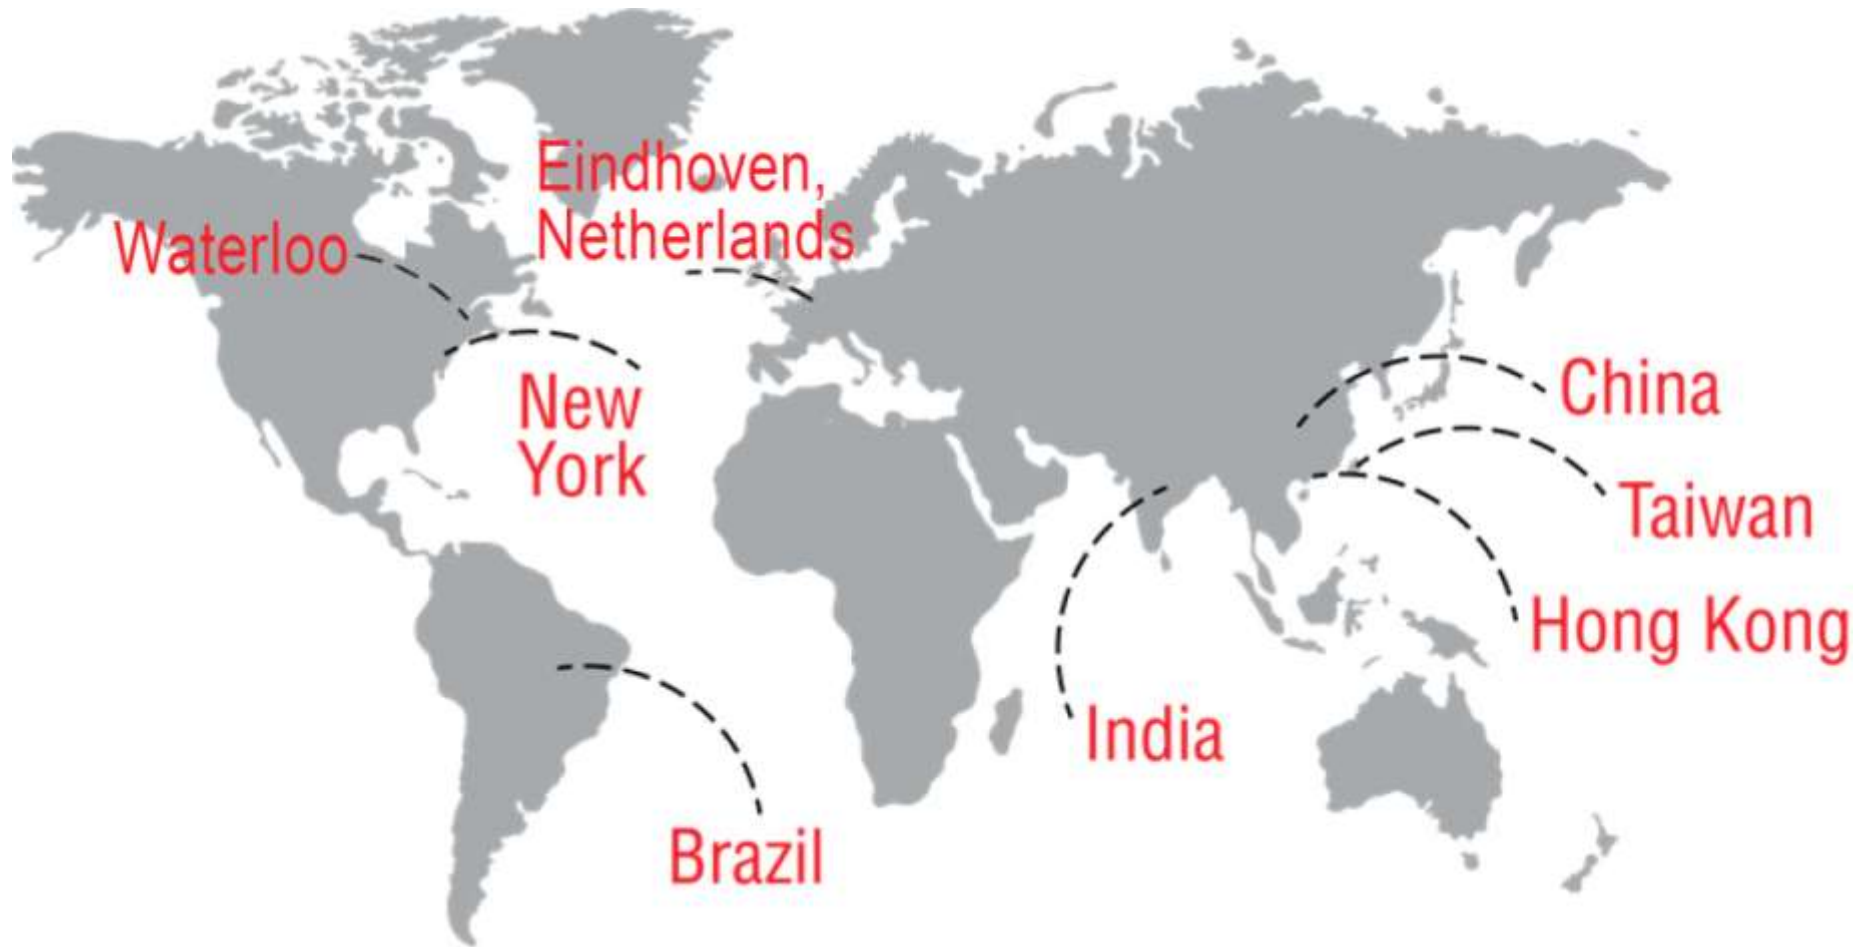 Eindhoven,
Netherlands
Waterloo
New
York
China
Taiwan
Hong Kong
India
Brazil